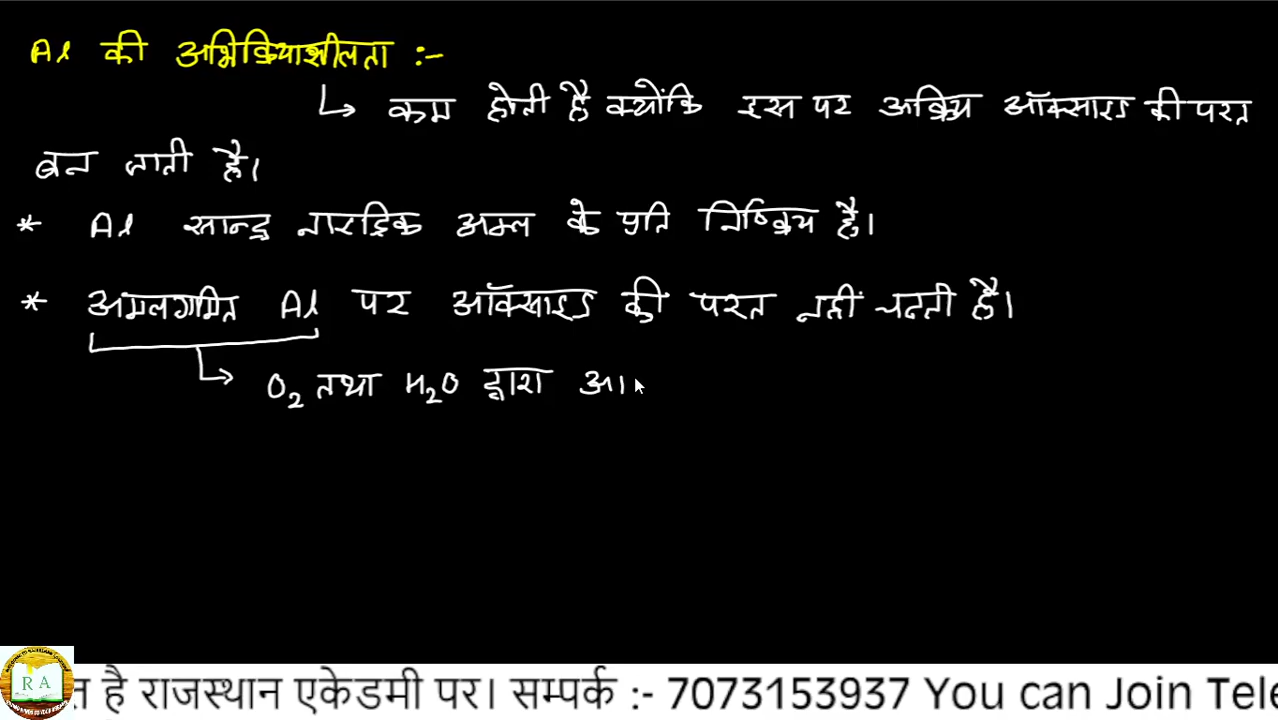 Al की अभिक्रियाशीलता :-
कम होती है क्योंकि इस पर अक्रिय ऑक्साइड की परत
बन जाती है।
* Al सान्द्र नाइट्रिक अम्ल के प्रति निष्क्रिय है।
* अमलगमित Al पर ऑक्साइड की परत नहीं चढती है।
O2 तथा H2O द्वारा आ
RA
त है राजस्थान एकेडमी पर। सम्पर्क :- 7073153937 You can Join Tele